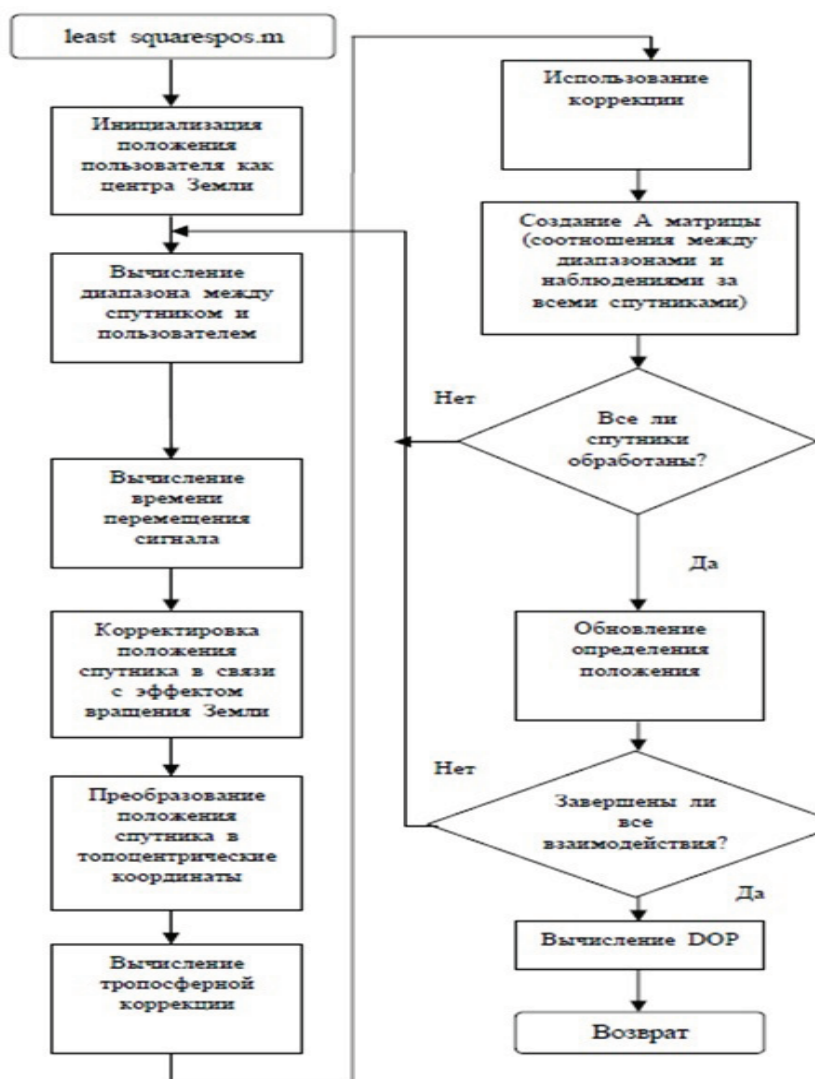 least squarespos.m
Инициализация
положения
пользователя как
центра Земли
Вычисление
диапазона между
спутником и
пользователем
Вычисление
времени
перемещения
сигнала
Корректировка
положения
спутника в связи
с эффектом
вращения Земли
Преобразование
положения
спутника в
топоцентрические
координаты
Вычисление
тропосферной
коррекции
Использование
коррекции
Создание А матрицы
(соотношения между
диапазонами и
наблюдениями за
всеми спутниками)
Нет
Все ли
спутники
обработаны?
Да
Обновление
определения
положения
Нет
Завершены ли
все
взаимодействия?
Да
Вычисление DOP
Возврат